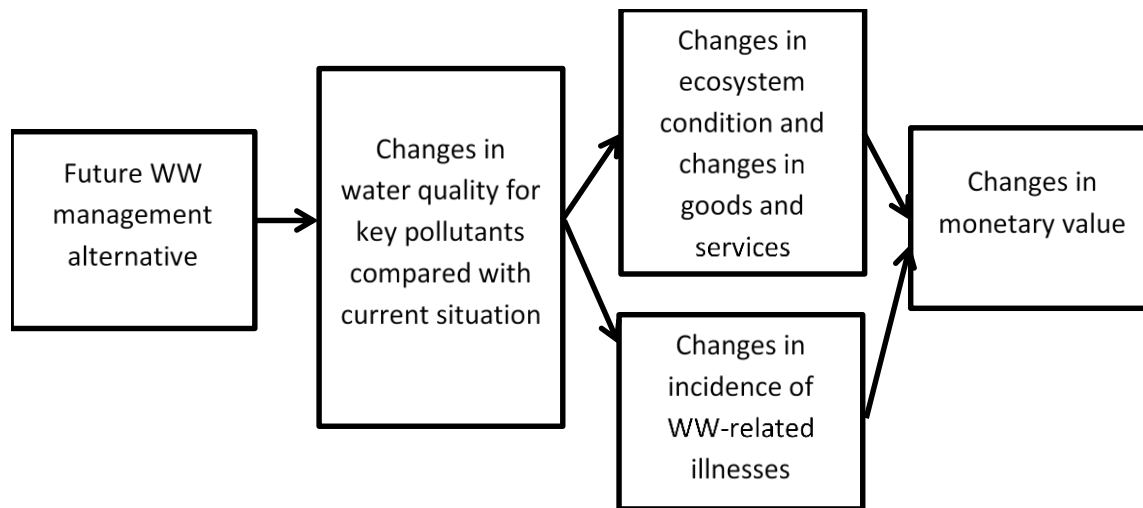 Future WW
management
alternative
Changes in
water quality for
key pollutants
compared with
current situation
Changes in
ecosystem
condition and
changes in
goods and
services
Changes in
incidence of
WW-related
illnesses
Changes in
monetary value